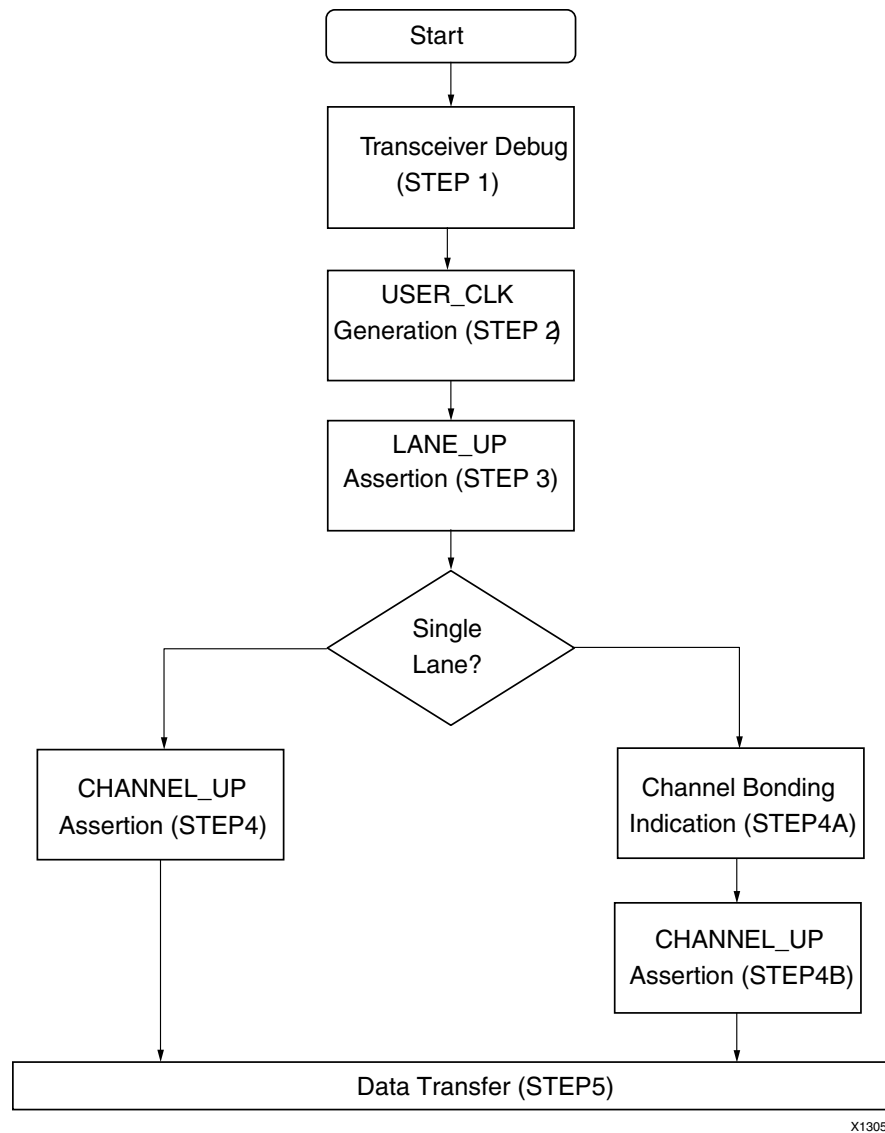 Start
Transceiver Debug
(STEP 1)
USER_CLK
Generation (STEP 2)
LANE_UP
Assertion (STEP 3)
Single
Lane?
CHANNEL_UP
Assertion (STEP4)
Channel Bonding
Indication (STEP4A)
CHANNEL_UP
Assertion (STEP4B)
Data Transfer (STEP5)
X1305